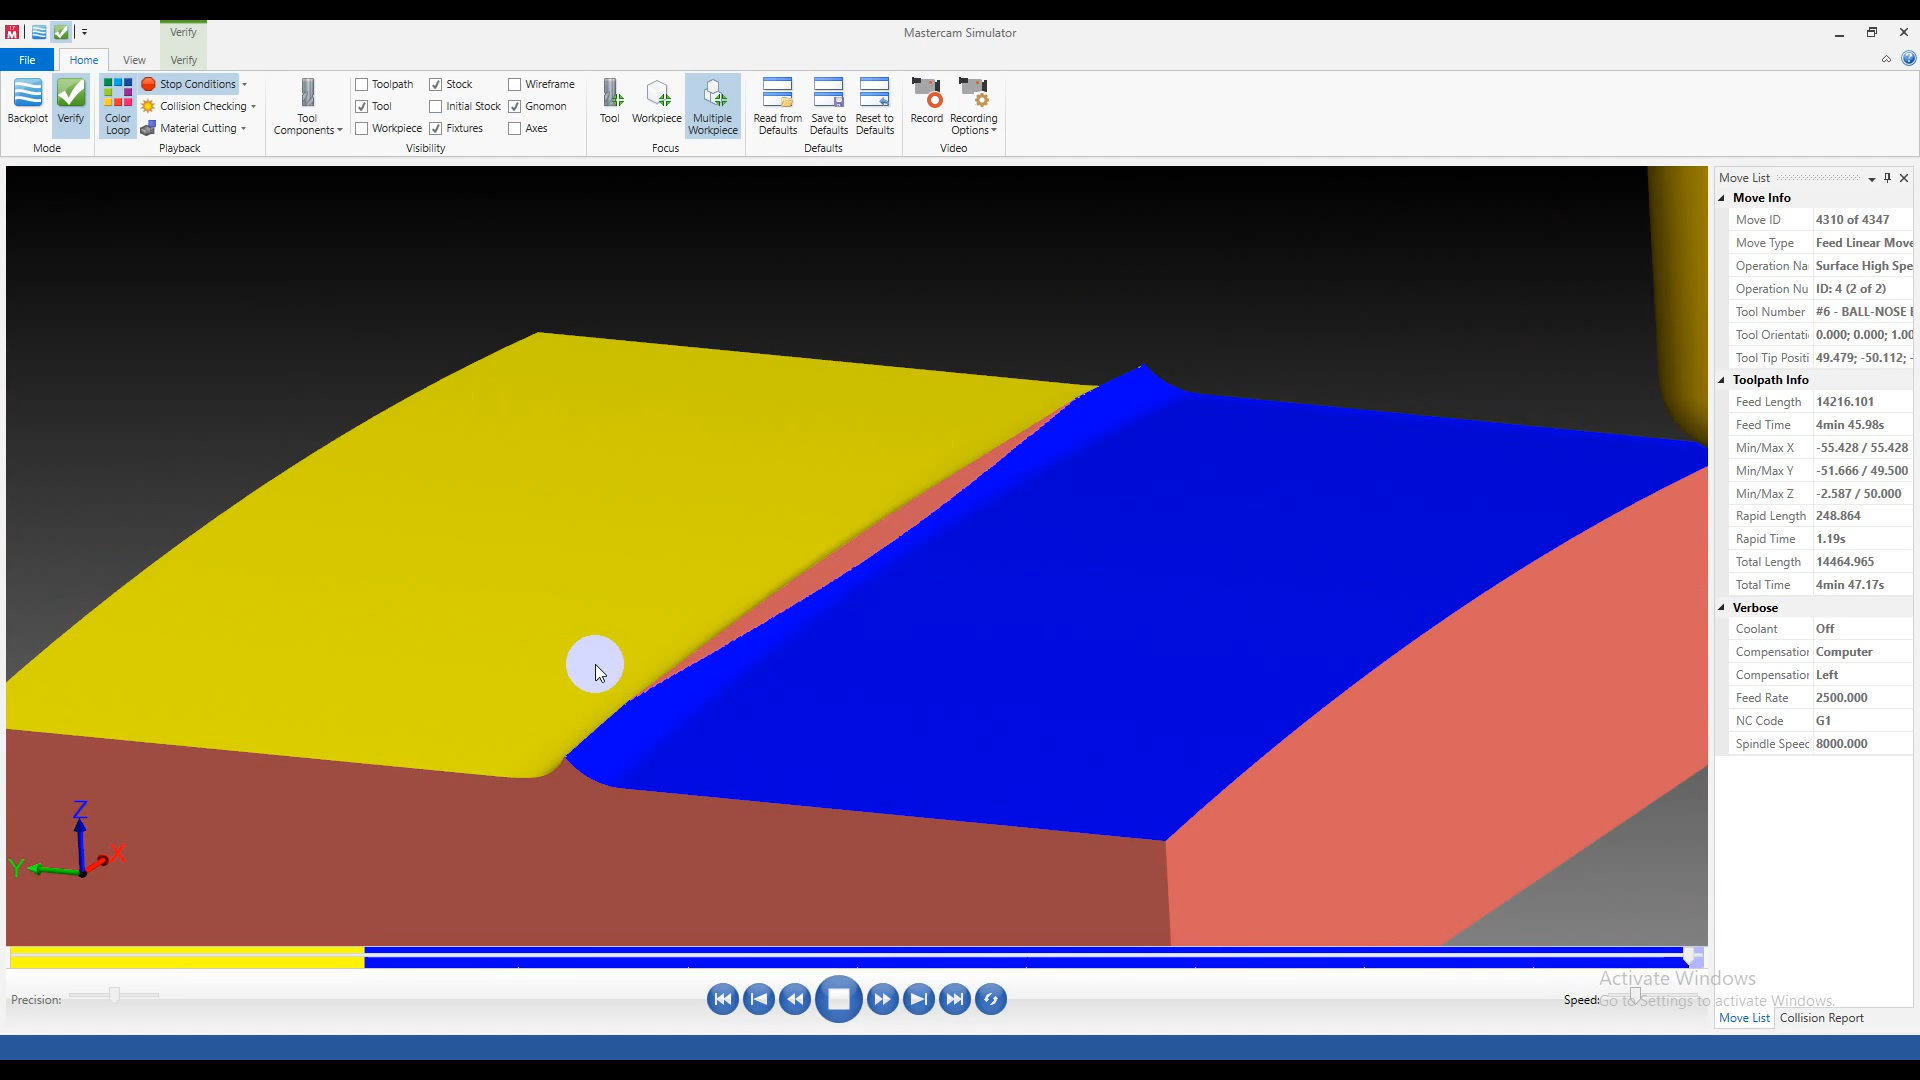 Verify
Mastercam Simulator
File
Home
View
Verify
Backplot
Verify
Mode
Color Loop
Stop Conditions
Collision Checking
Material Cutting
Playback
Tool Components
Toolpath
Tool
Workpiece
Stock
Initial Stock
Fixtures
Wireframe
Gnomon
Axes
Visibility
Tool
Workpiece
Multiple Workpiece
Focus
Read from Defaults
Save to Defaults
Reset to Defaults
Defaults
Record
Recording Options
Video
Move List
Move Info
Move ID 4310 of 4347
Move Type Feed Linear Move
Operation Na Surface High Spe
Operation Nu ID: 4 (2 of 2)
Tool Number #6 - BALL-NOSE E
Tool Orientati 0.000; 0.000; 1.00
Tool Tip Positi 49.479; -50.112; -
Toolpath Info
Feed Length 14216.101
Feed Time 4min 45.98s
Min/Max X -55.428 / 55.428
Min/Max Y -51.666 / 49.500
Min/Max Z -2.587 / 50.000
Rapid Length 248.864
Rapid Time 1.19s
Total Length 14464.965
Total Time 4min 47.17s
Verbose
Coolant Off
Compensation Computer
Compensation Left
Feed Rate 2500.000
NC Code G1
Spindle Speed 8000.000
Z
Y
X
Precision:
Speed:
Activate Windows
Go to Settings to activate Windows.
Move List
Collision Report